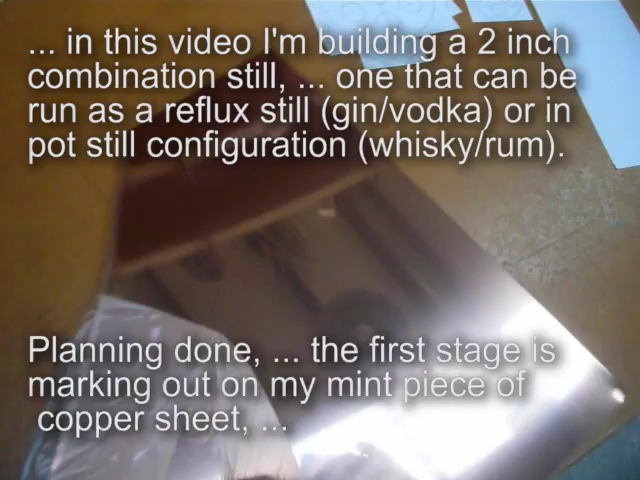 ... in this video I'm building a 2 inch
combination still, ... one that can be
run as a reflux still (gin/vodka) or in
pot still configuration (whisky/rum).
Planning done, ... the first stage is
marking out on my mint piece of
copper sheet, ...